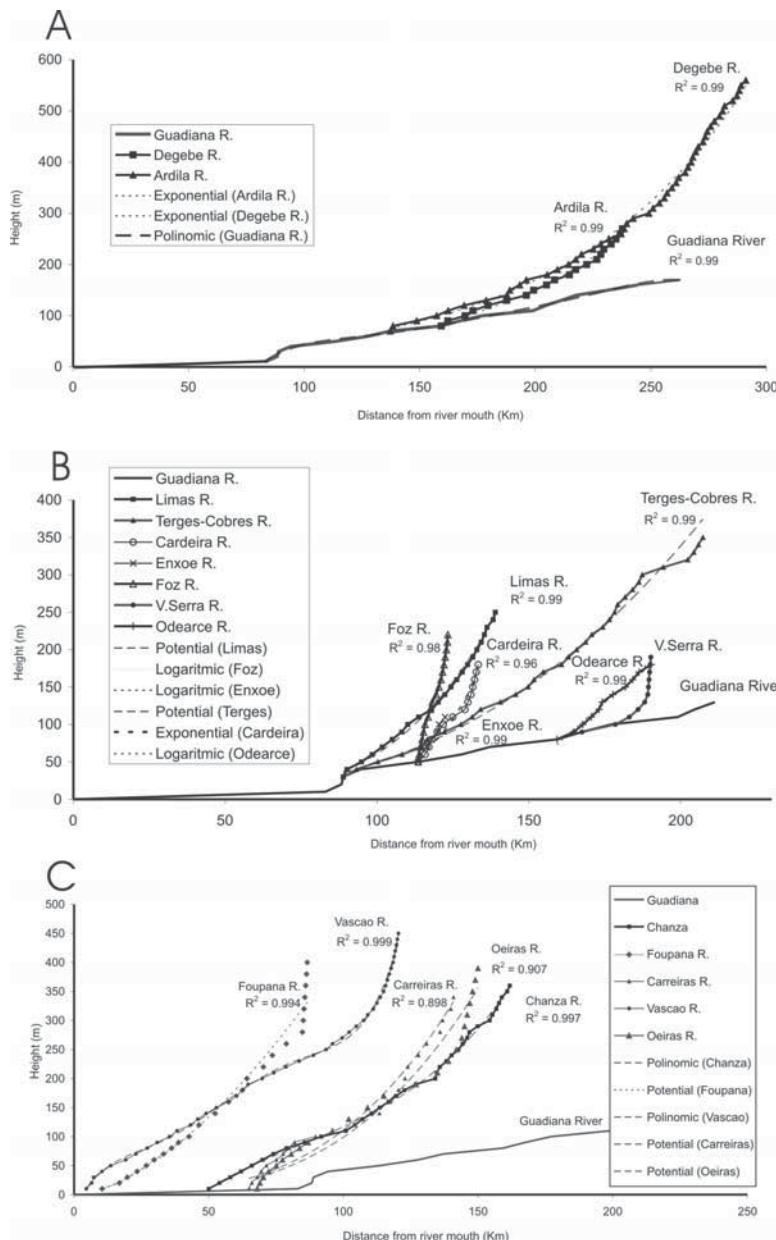 A
600
500
400
300
200
100
0
Height (m)
Guadiana R.
Degebe R.
Ardila R.
Exponential (Ardila R.)
Exponential (Degebe R.)
Polinomic (Guadiana R.)
Degebe R.
R² = 0.99
Ardila R.
R² = 0.99
Guadiana River
R² = 0.99
0 50 100 150 200 250 300
Distance from river mouth (Km)
B
400
350
300
250
200
150
100
50
0
Height (m)
Guadiana R.
Limas R.
Terges-Cobres R.
Cardeira R.
Enxoe R.
Foz R.
V.Serra R.
Odearce R.
Potencial (Limas)
Logaritmic (Foz)
Logaritmic (Enxoe)
Potential (Terges)
Exponential (Cardeira)
Logaritmic (Odearce)
Terges-Cobres R.
R² = 0.99
Limas R.
R² = 0.99
Foz R.
R² = 0.98
Cardeira R.
R² = 0.96
V.Serra R.
Odearce R.
R² = 0.99
Guadiana River
Enxoe R.
R² = 0.99
0 50 100 150 200
Distance from river mouth (Km)
C
500
450
400
350
300
250
200
150
100
50
0
Height (m)
Vascao R.
R² = 0.999
Foupana R.
R² = 0.994
Carreiras R.
R² = 0.898
Oeiras R.
R² = 0.907
Chanza R.
R² = 0.997
Guadiana River
Guadiana
Chanza
Foupana R.
Carreiras R.
Vascao R.
Oeiras R.
Polinomic (Chanza)
Potential (Foupana)
Polinomic (Vascao)
Potential (Carreiras)
Potential (Oeiras)
0 50 100 150 200 250
Distance from river mouth (Km)